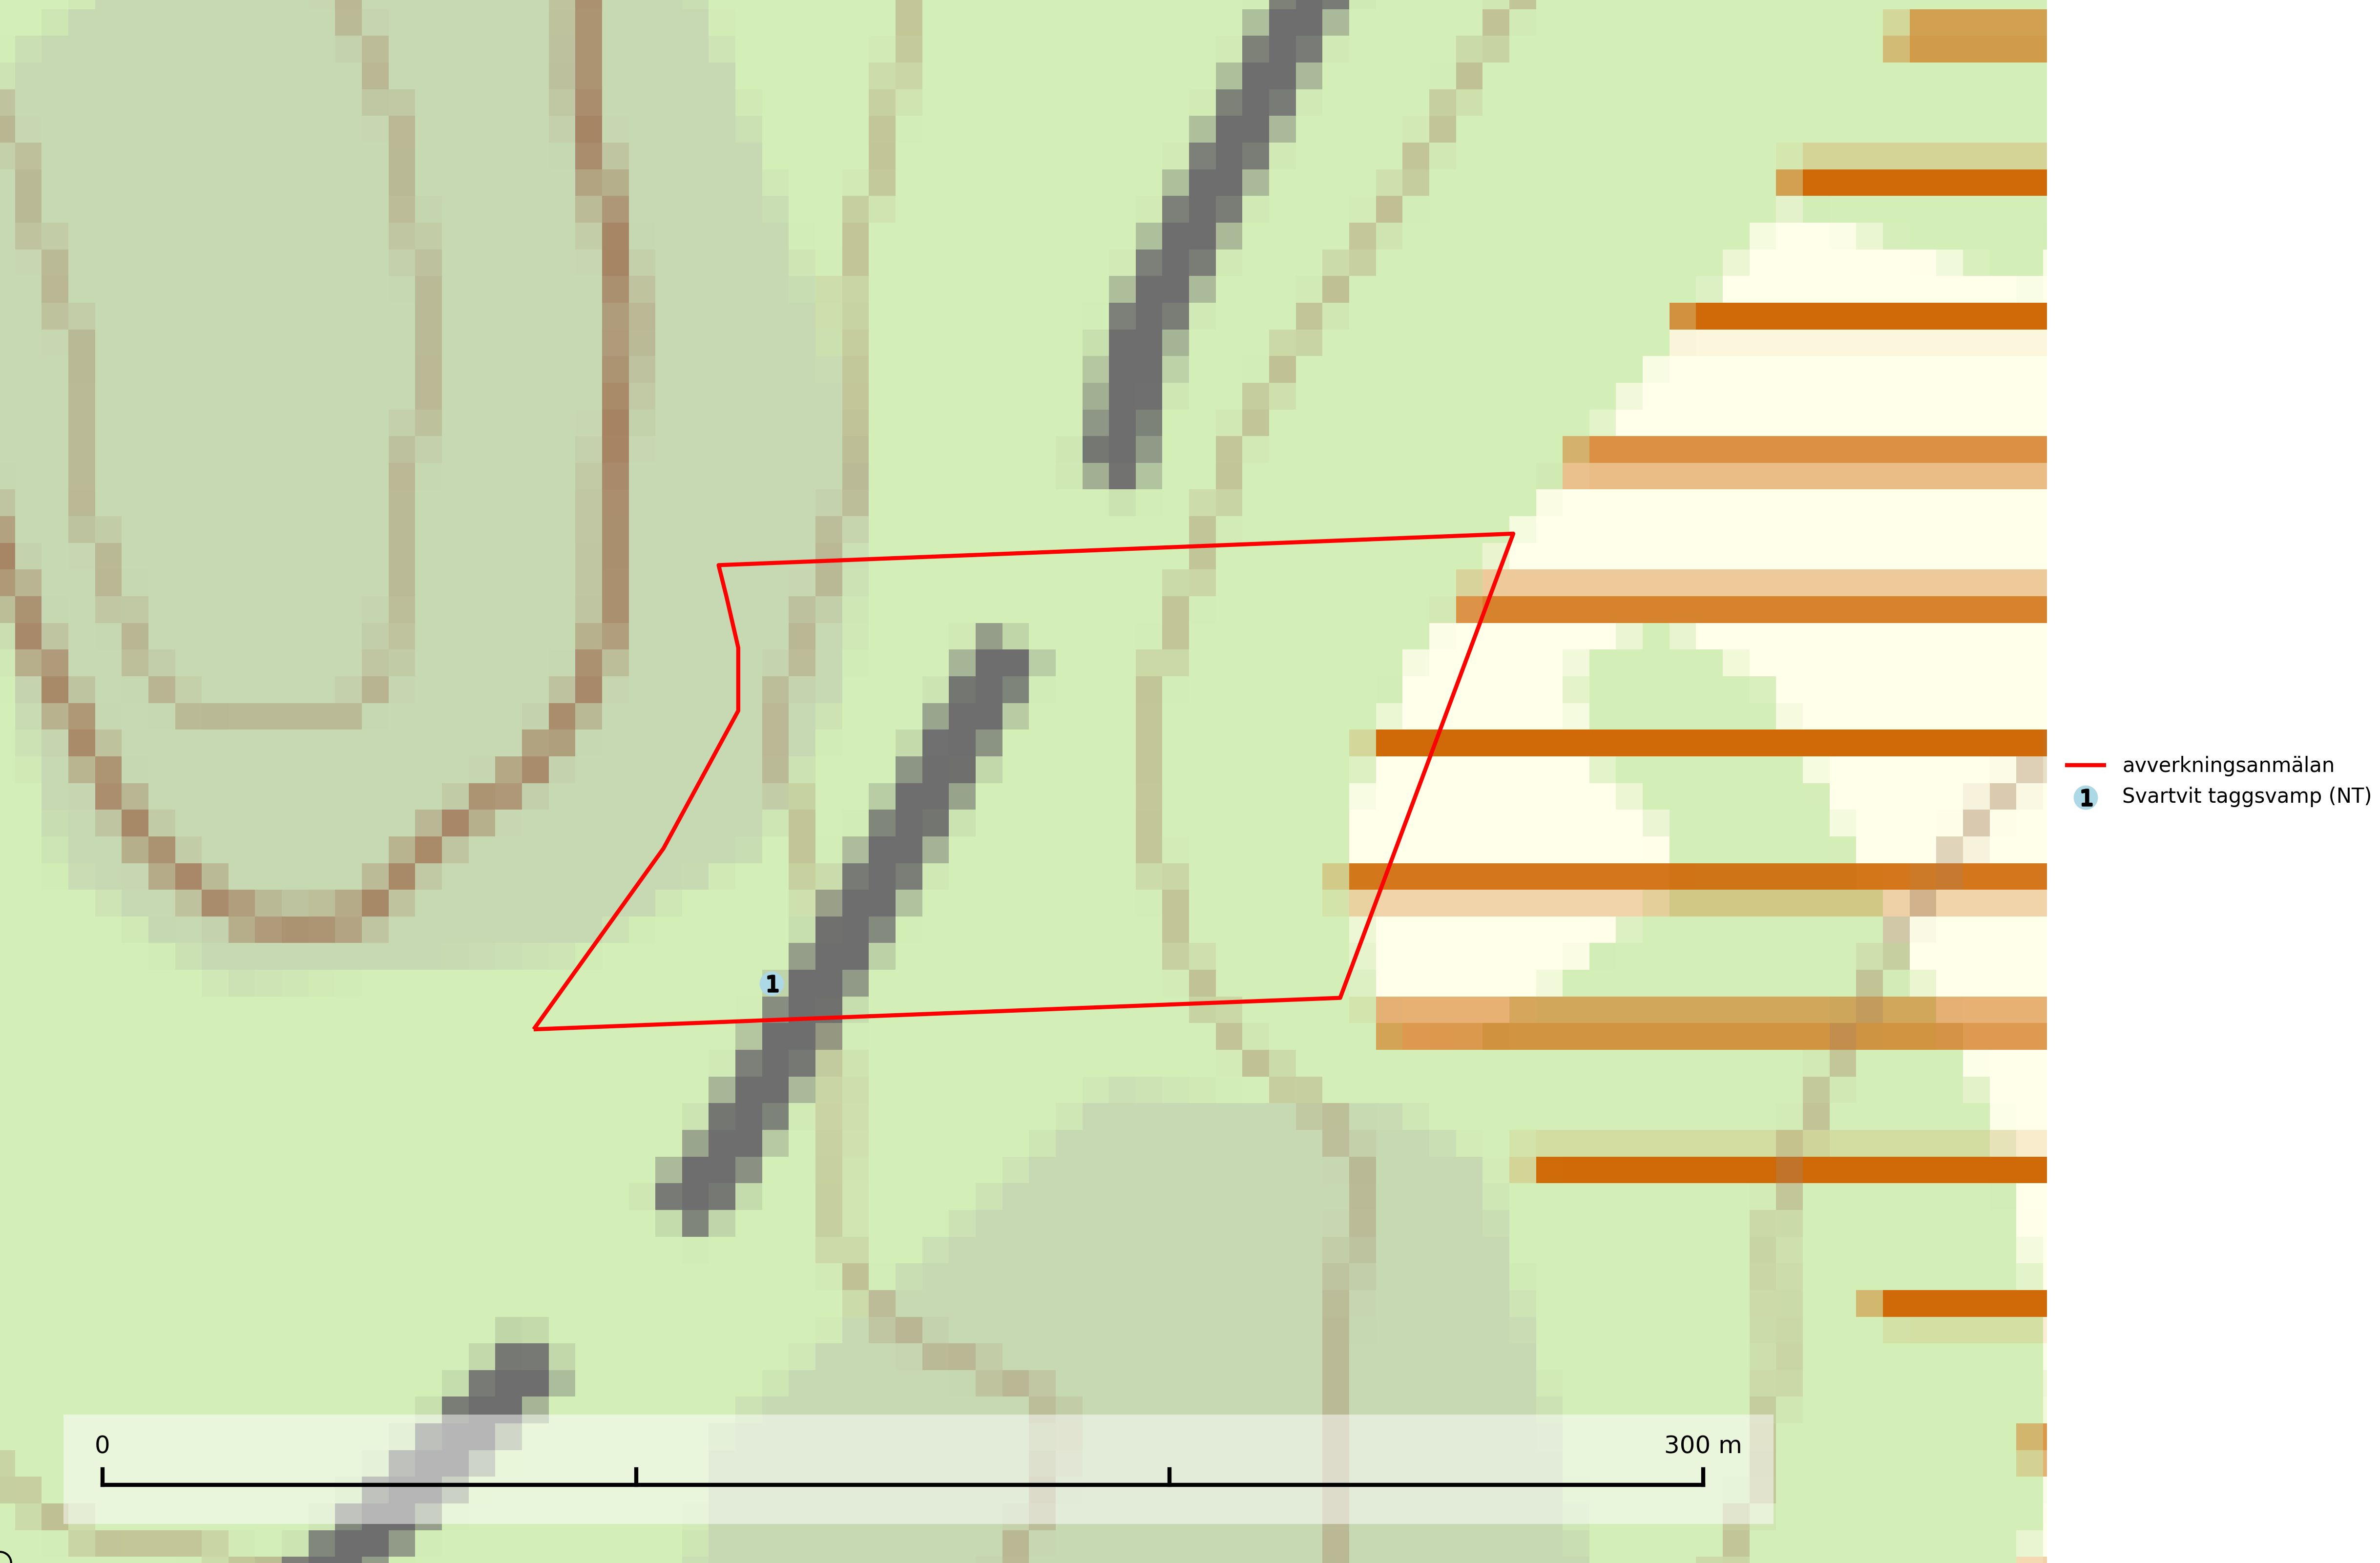 avverkningsanmälan
1 Svartvit taggsvamp (NT)
1
0 300 m